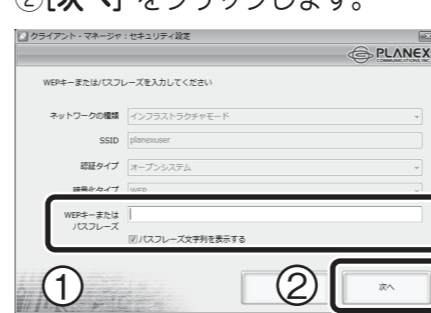 ②[次へ]をクリックします。
クライアント・マネージャ:セキュリティ設定
PLANEX
COMMUNICATIONS INC.
WEPキーまたはパスフレーズを入力してください
ネットワークの種類 インフラストラクチャモード
SSID planexuser
認証タイプ オープンシステム
暗号化タイプ WEP
WEPキーまたは
パスフレーズ
パスフレーズ文字列を表示する
① ② 次へ